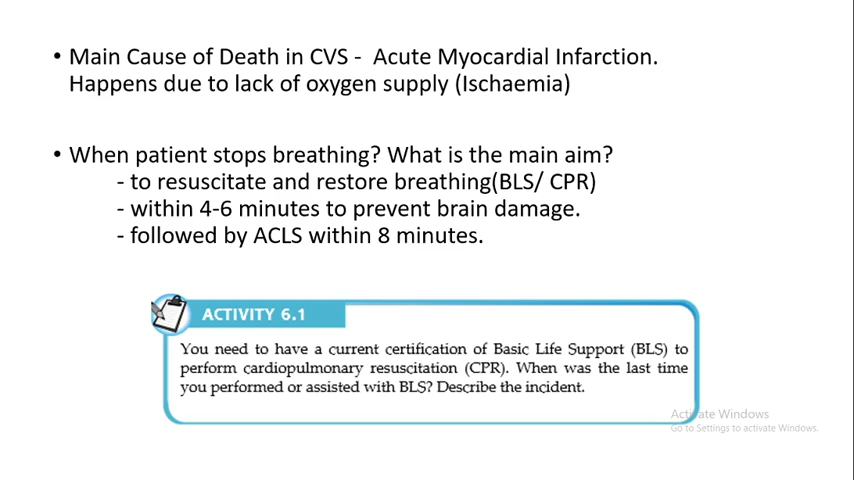 • Main Cause of Death in CVS - Acute Myocardial Infarction.
Happens due to lack of oxygen supply (Ischaemia)
• When patient stops breathing? What is the main aim?
- to resuscitate and restore breathing(BLS/ CPR)
- within 4-6 minutes to prevent brain damage.
- followed by ACLS within 8 minutes.
ACTIVITY 6.1
You need to have a current certification of Basic Life Support (BLS) to
perform cardiopulmonary resuscitation (CPR). When was the last time
you performed or assisted with BLS? Describe the incident.
Activate Windows
Go to Settings to activate Windows.